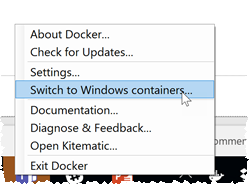 About Docker...
Check for Updates...
Settings...
Switch to Windows containers...
Documentation...
Diagnose & Feedback...
Open Kitematic...
Exit Docker